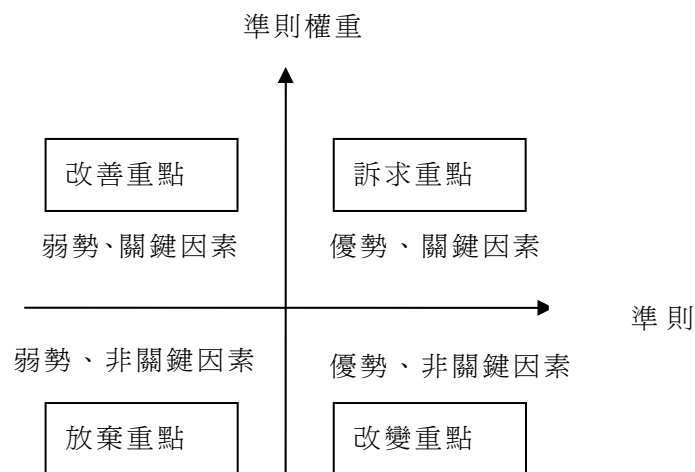 準則權重
改善重點
訴求重點
弱勢、關鍵因素
優勢、關鍵因素
準則
弱勢、非關鍵因素
優勢、非關鍵因素
放棄重點
改變重點